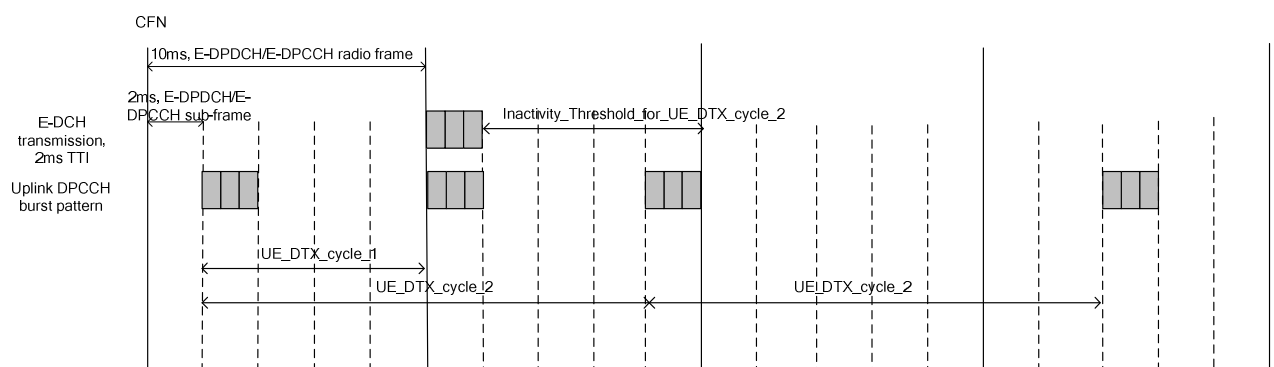 CFN
10ms, E-DPDCH/E-DPCCH radio frame
2ms, E-DPDCH/E-
DPCCH sub-frame
E-DCH
transmission,
2ms TTI
Inactivity_Threshold_for_UE_DTX_cycle_2
Uplink DPCCH
burst pattern
UE_DTX_cycle_1
UE_DTX_cycle_2
UE_DTX_cycle_2